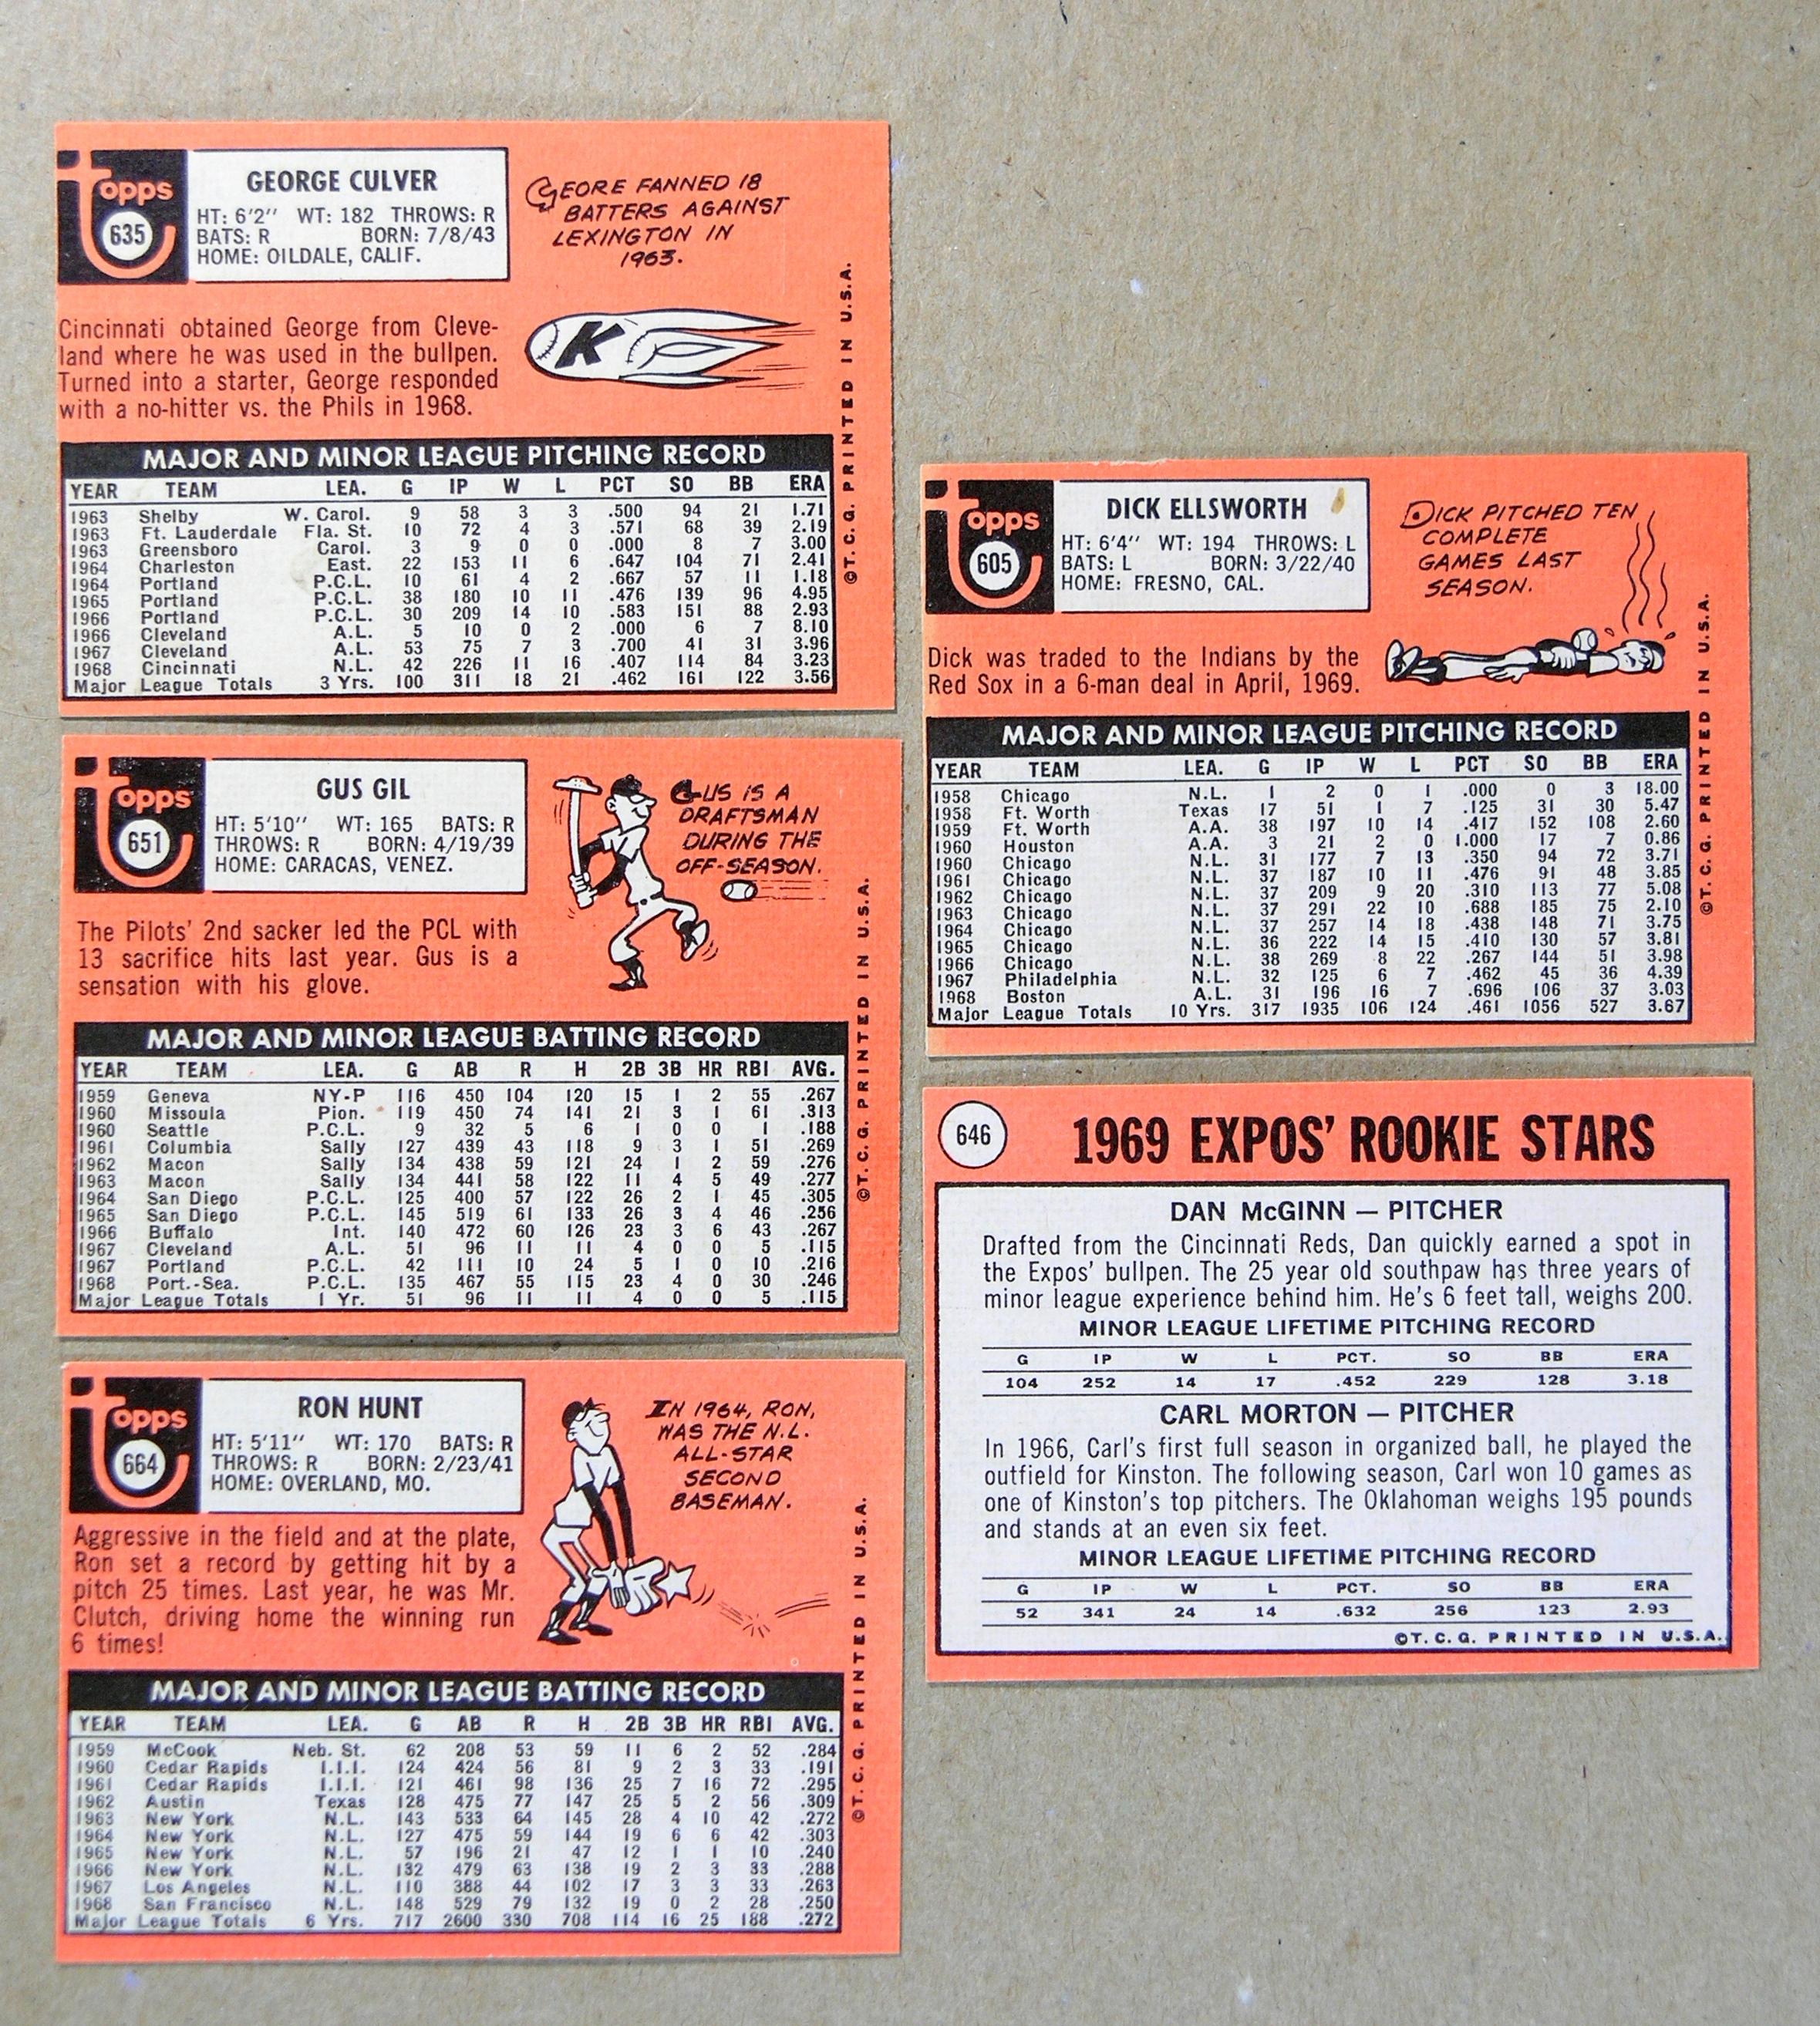 topps
635
GEORGE CULVER
HT: 6'2" WT: 182 THROWS: R
BATS: R BORN: 7/8/43
HOME: OILDALE, CALIF.
GEORE FANNED 18
BATTERS AGAINST
LEXINGTON IN
1963.
Cincinnati obtained George from Cleve-
land where he was used in the bullpen.
Turned into a starter, George responded
with a no-hitter vs. the Phils in 1968.
K
MAJOR AND MINOR LEAGUE PITCHING RECORD
YEAR TEAM LEA. G IP W L PCT SO BB ERA
1963 Shelby W. Carol. 9 58 3 3 .500 94 21 1.71
1963 Ft. Lauderdale Fla. St. 10 72 4 3 .571 68 39 2.19
1963 Greensboro Carol. 3 9 0 0 .000 8 7 3.00
1964 Charleston East. 22 153 11 6 .647 104 71 2.41
1964 Portland P.C.L. 10 61 4 2 .667 57 11 1.18
1965 Portland P.C.L. 38 180 10 11 .476 139 96 4.95
1966 Portland P.C.L. 30 209 14 10 .583 151 88 2.93
1966 Cleveland A.L. 5 10 0 2 .000 6 7 8.10
1967 Cleveland A.L. 53 75 7 3 .700 41 31 3.96
1968 Cincinnati N.L. 42 226 11 16 .407 114 84 3.23
Major League Totals 3 Yrs. 100 311 18 21 .462 161 122 3.56
©T.C.G. PRINTED IN U.S.A.
topps
651
GUS GIL
HT: 5'10" WT: 165 BATS: R
THROWS: R BORN: 4/19/39
HOME: CARACAS, VENEZ.
GUS IS A
DRAFTSMAN
DURING THE
OFF-SEASON.
The Pilots' 2nd sacker led the PCL with
13 sacrifice hits last year. Gus is a
sensation with his glove.
MAJOR AND MINOR LEAGUE BATTING RECORD
YEAR TEAM LEA. G AB R H 2B 3B HR RBI AVG.
1959 Geneva NY-P 116 450 104 120 15 1 2 55 .267
1960 Missoula Pion. 119 450 74 141 21 3 1 61 .313
1960 Seattle P.C.L. 9 32 5 6 1 0 0 1 .188
1961 Columbia Sally 127 439 43 118 9 3 1 51 .269
1962 Macon Sally 134 438 59 121 24 1 2 59 .276
1963 Macon Sally 134 441 58 122 11 4 5 49 .277
1964 San Diego P.C.L. 125 400 57 122 26 2 1 45 .305
1965 San Diego P.C.L. 145 519 61 133 26 3 4 46 .256
1966 Buffalo Int. 140 472 60 126 23 3 6 43 .267
1967 Cleveland A.L. 51 96 11 11 4 0 0 5 .115
1967 Portland P.C.L. 42 111 10 24 5 1 0 10 .216
1968 Port.-Sea. P.C.L. 135 467 55 115 23 4 0 30 .246
Major League Totals 1 Yr. 51 96 11 11 4 0 0 5 .115
©T.C.G. PRINTED IN U.S.A.
topps
664
RON HUNT
HT: 5'11" WT: 170 BATS: R
THROWS: R BORN: 2/23/41
HOME: OVERLAND, MO.
IN 1964, RON,
WAS THE N.L.
ALL-STAR
SECOND
BASEMAN.
Aggressive in the field and at the plate,
Ron set a record by getting hit by a
pitch 25 times. Last year, he was Mr.
Clutch, driving home the winning run
6 times!
MAJOR AND MINOR LEAGUE BATTING RECORD
YEAR TEAM LEA. G AB R H 2B 3B HR RBI AVG.
1959 McCook Neb. St. 62 208 53 59 11 6 2 52 .284
1960 Cedar Rapids I.I.I. 124 424 56 81 9 2 3 33 .191
1961 Cedar Rapids I.I.I. 121 461 98 136 25 7 16 72 .295
1962 Austin Texas 128 475 77 147 25 5 2 56 .309
1963 New York N.L. 143 533 64 145 28 4 10 42 .272
1964 New York N.L. 127 475 59 144 19 6 6 42 .303
1965 New York N.L. 57 196 21 47 12 1 1 10 .240
1966 New York N.L. 132 479 63 138 19 2 3 33 .288
1967 Los Angeles N.L. 110 388 44 102 17 3 3 33 .263
1968 San Francisco N.L. 148 529 79 132 19 0 2 28 .250
Major League Totals 6 Yrs. 717 2600 330 708 114 16 25 188 .272
©T.C.G. PRINTED IN U.S.A.
topps
605
DICK ELLSWORTH
HT: 6'4" WT: 194 THROWS: L
BATS: L BORN: 3/22/40
HOME: FRESNO, CAL.
DICK PITCHED TEN
COMPLETE
GAMES LAST
SEASON.
Dick was traded to the Indians by the
Red Sox in a 6-man deal in April, 1969.
MAJOR AND MINOR LEAGUE PITCHING RECORD
YEAR TEAM LEA. G IP W L PCT SO BB ERA
1958 Chicago N.L. 1 2 0 1 .000 0 3 18.00
1958 Ft. Worth Texas 17 51 1 7 .125 31 30 5.47
1959 Ft. Worth A.A. 38 197 10 14 .417 152 108 2.60
1960 Houston A.A. 3 21 2 0 1.000 17 7 0.86
1960 Chicago N.L. 31 177 7 13 .350 94 72 3.71
1961 Chicago N.L. 37 187 10 11 .476 91 48 3.85
1962 Chicago N.L. 37 209 9 20 .310 113 77 5.08
1963 Chicago N.L. 37 291 22 10 .688 185 75 2.10
1964 Chicago N.L. 37 257 14 18 .438 148 71 3.75
1965 Chicago N.L. 36 222 14 15 .410 130 57 3.81
1966 Chicago N.L. 38 269 8 22 .267 144 51 3.98
1967 Philadelphia N.L. 32 125 6 7 .462 45 36 4.39
1968 Boston A.L. 31 196 16 7 .696 106 37 3.03
Major League Totals 10 Yrs. 317 1935 106 124 .461 1056 527 3.67
©T.C.G. PRINTED IN U.S.A.
646
1969 EXPOS' ROOKIE STARS
DAN McGINN — PITCHER
Drafted from the Cincinnati Reds, Dan quickly earned a spot in
the Expos' bullpen. The 25 year old southpaw has three years of
minor league experience behind him. He's 6 feet tall, weighs 200.
MINOR LEAGUE LIFETIME PITCHING RECORD
G IP W L PCT. SO BB ERA
104 252 14 17 .452 229 128 3.18
CARL MORTON — PITCHER
In 1966, Carl's first full season in organized ball, he played the
outfield for Kinston. The following season, Carl won 10 games as
one of Kinston's top pitchers. The Oklahoman weighs 195 pounds
and stands at an even six feet.
MINOR LEAGUE LIFETIME PITCHING RECORD
G IP W L PCT. SO BB ERA
52 341 24 14 .632 256 123 2.93
©T.C.G. PRINTED IN U.S.A.